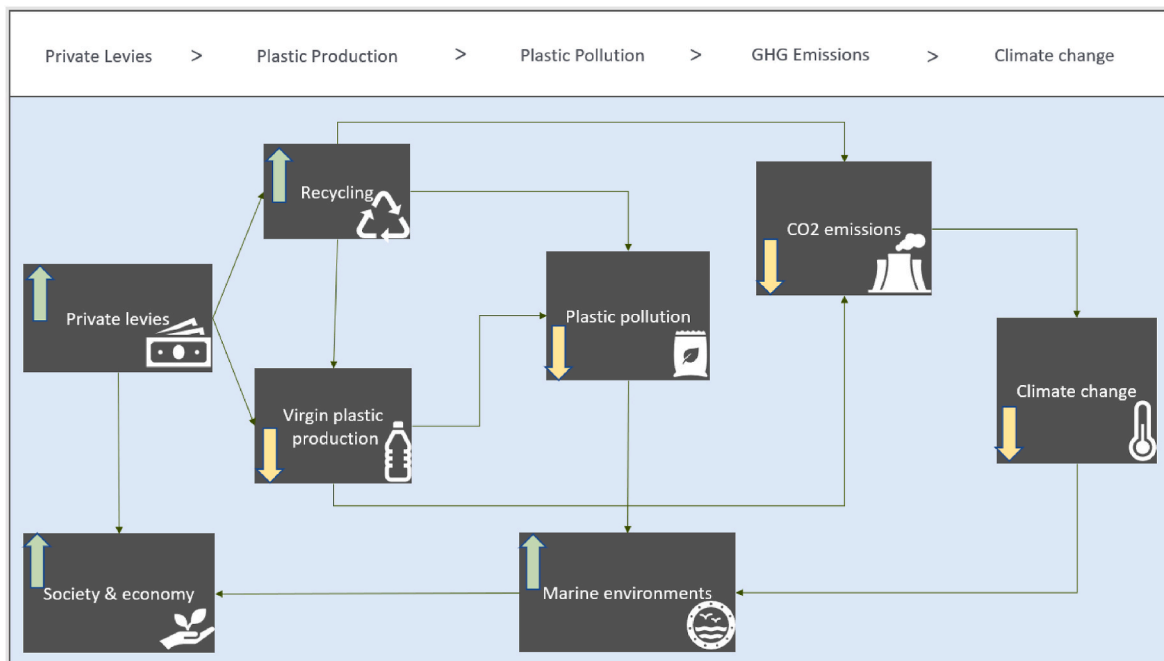 Private Levies > Plastic Production > Plastic Pollution > GHG Emissions > Climate change
Recycling
CO2 emissions
Private levies
Plastic pollution
Climate change
Virgin plastic
production
Society & economy
Marine environments